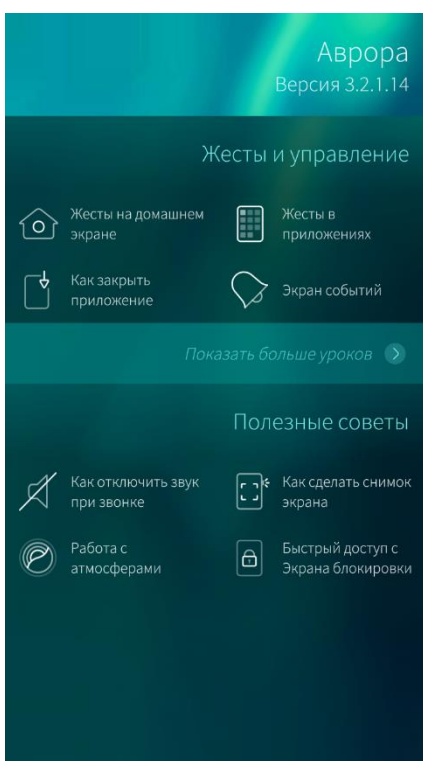 Аврора
Версия 3.2.1.14
Жесты и управление
Жесты на домашнем
экране
Жесты в
приложениях
Как закрыть
приложение
Экран событий
Показать больше уроков
Полезные советы
Как отключить звук
при звонке
Как сделать снимок
экрана
Работа с
атмосферами
Быстрый доступ с
Экрана блокировки